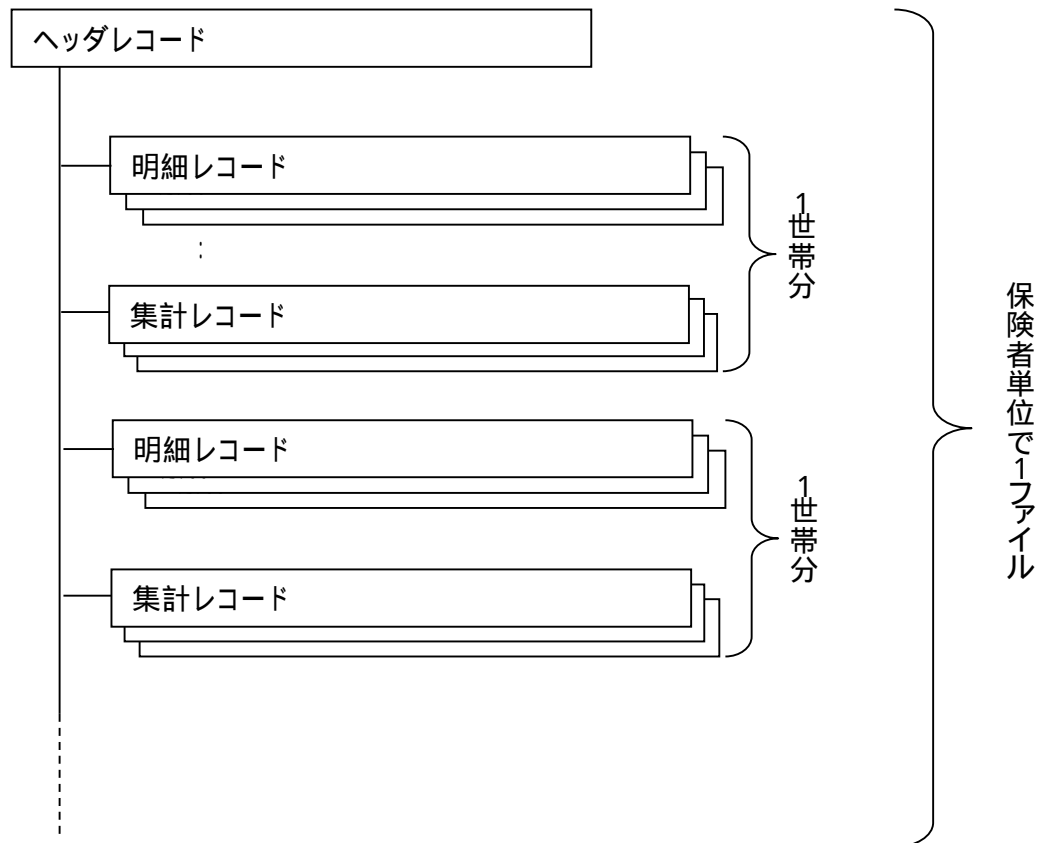 ヘッダレコード
明細レコード
:
集計レコード
1世帯分
明細レコード
集計レコード
1世帯分
保険者単位で1ファイル